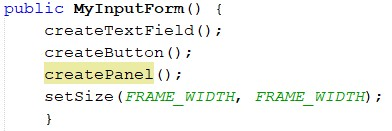 public MyInputForm() {
createTextField();
createButton();
createPanel();
setSize(FRAME_WIDTH, FRAME_WIDTH);
}